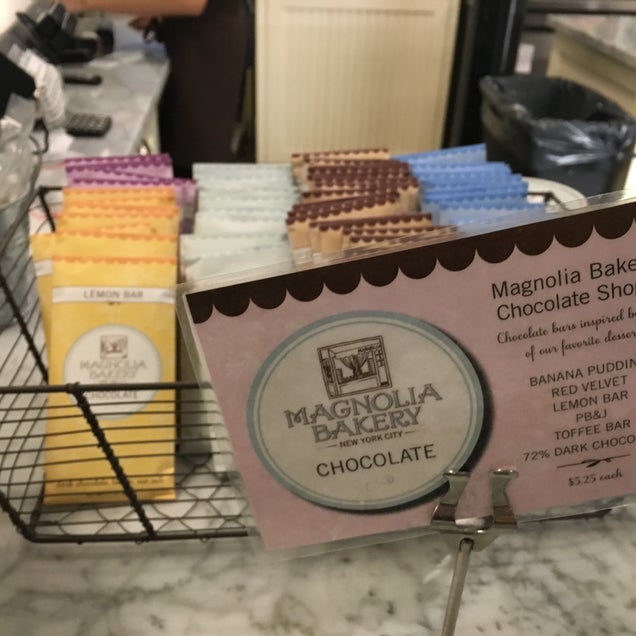 LEMON BAR
MAGNOLIA
BAKERY
CHOCOLATE
MAGNOLIA
BAKERY
NEW YORK CITY
CHOCOLATE
Magnolia Bake
Chocolate Sho
Chocolate bars inspired b
of our favorite desser
BANANA PUDDIN
RED VELVET
LEMON BAR
PB&J
TOFFEE BAR
72% DARK CHOCO
$5.25 each